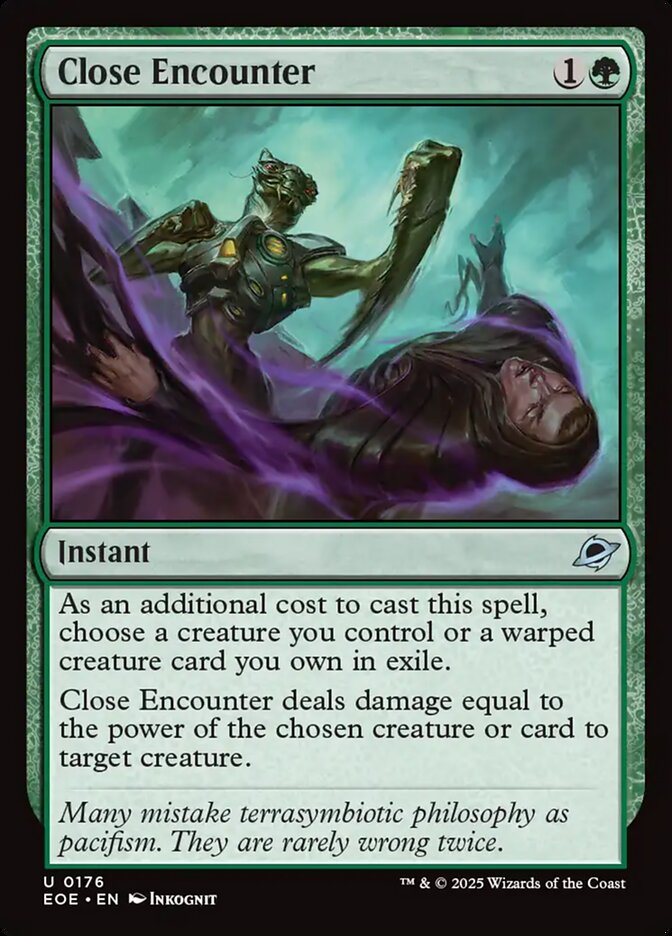 Close Encounter 1
Instant
As an additional cost to cast this spell,
choose a creature you control or a warped
creature card you own in exile.
Close Encounter deals damage equal to
the power of the chosen creature or card to
target creature.
Many mistake terrasymbiotic philosophy as
pacifism. They are rarely wrong twice.
U 0176
EOE • EN Inkognit
™ & © 2025 Wizards of the Coast